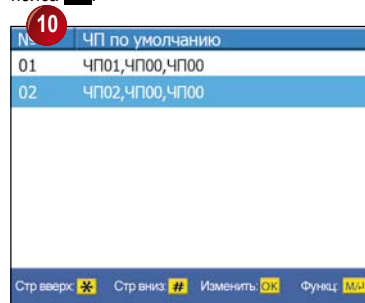 10
ЧП по умолчанию
01 ЧП01,ЧП00,ЧП00
02 ЧП02,ЧП00,ЧП00
Стр вверх: * Стр вниз: # Изменить: OK Функц: